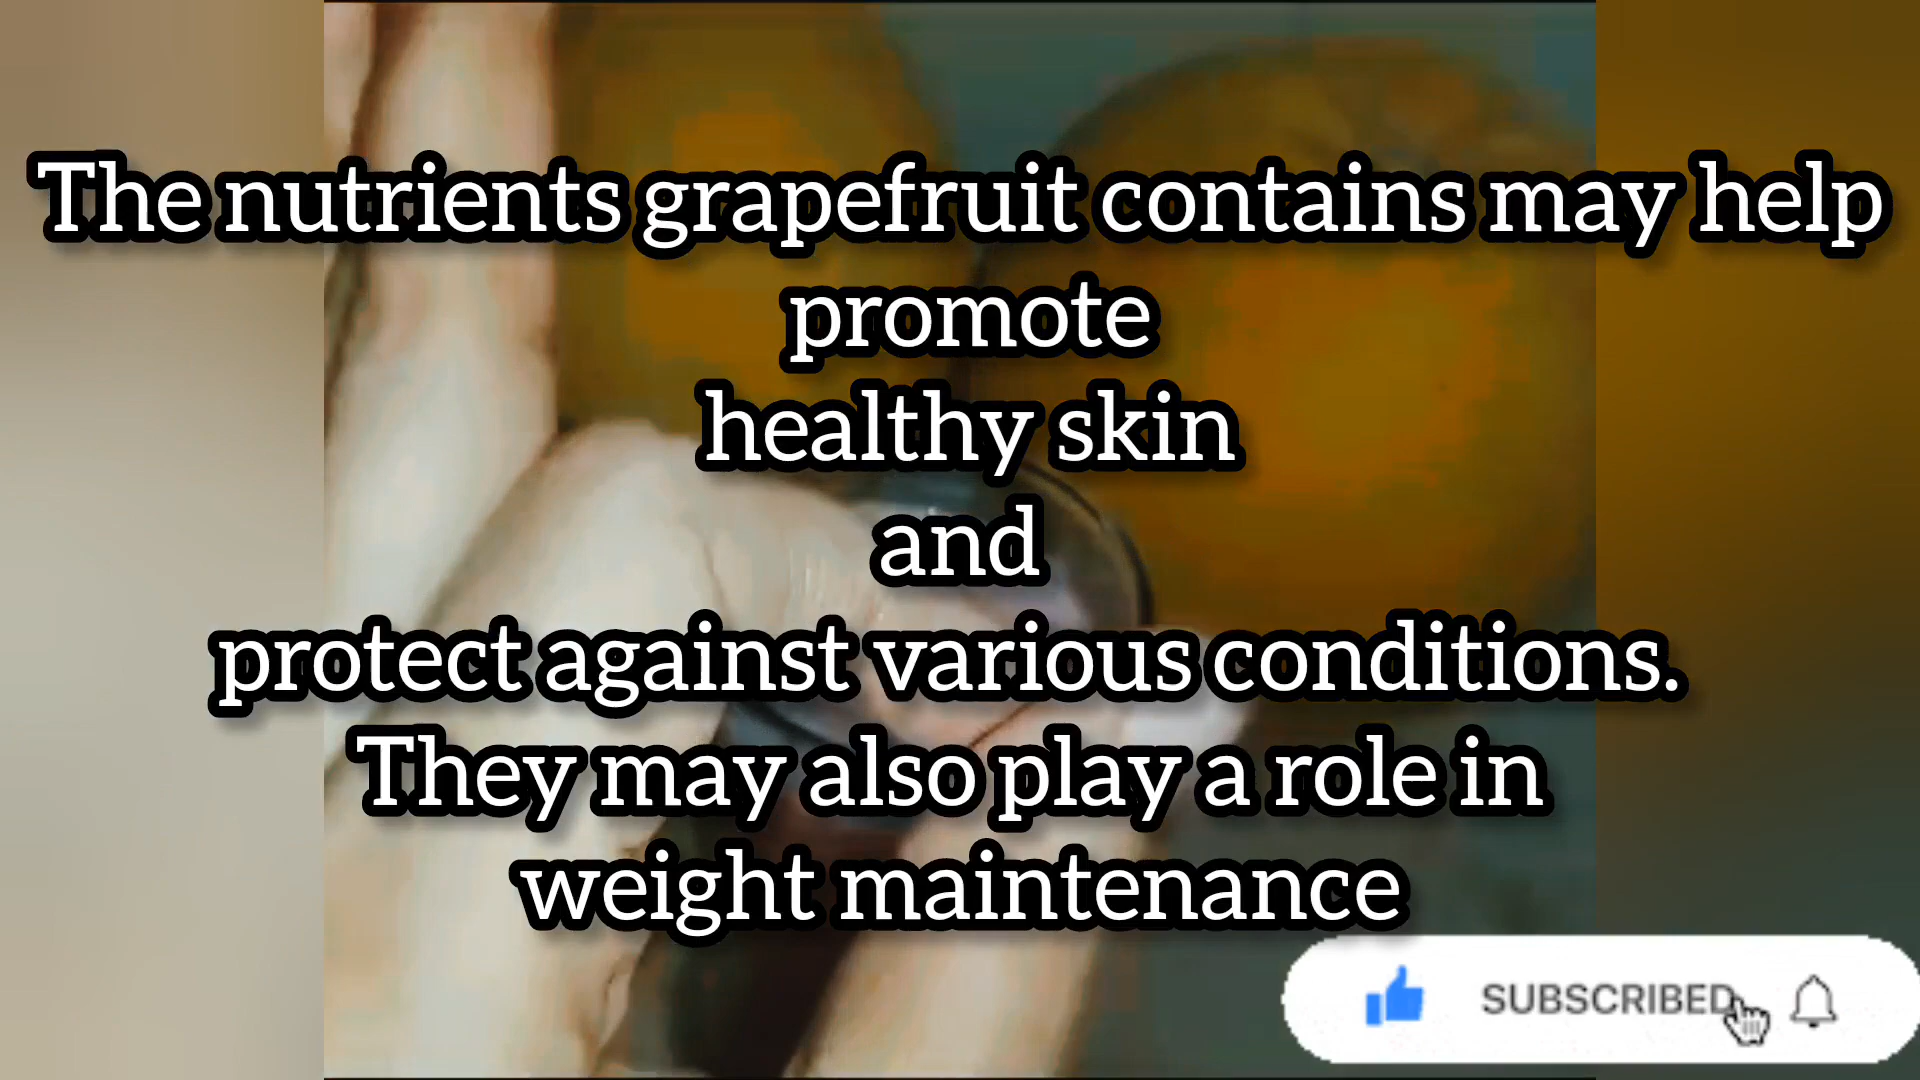 The nutrients grapefruit contains may help
promote
healthy skin
and
protect against various conditions.
They may also play a role in
weight maintenance
SUBSCRIBED